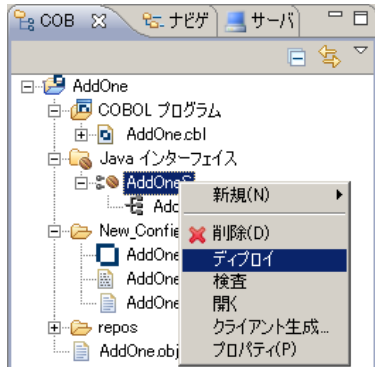 COB ナビゲ サーバ
AddOne
COBOL プログラム
AddOne.cbl
Java インターフェイス
AddOneS
Add
New_Config
AddOne
AddOne
AddOne
repos
AddOne.obj
新規(N)
削除(D)
ディプロイ
検査
開く
クライアント生成...
プロパティ(P)